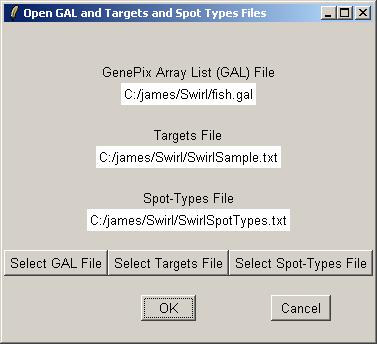 Open GAL and Targets and Spot Types Files
GenePix Array List (GAL) File
C:/james/Swirl/fish.gal
Targets File
C:/james/Swirl/SwirlSample.txt
Spot-Types File
C:/james/Swirl/SwirlSpotTypes.txt
Select GAL File Select Targets File Select Spot-Types File
OK Cancel